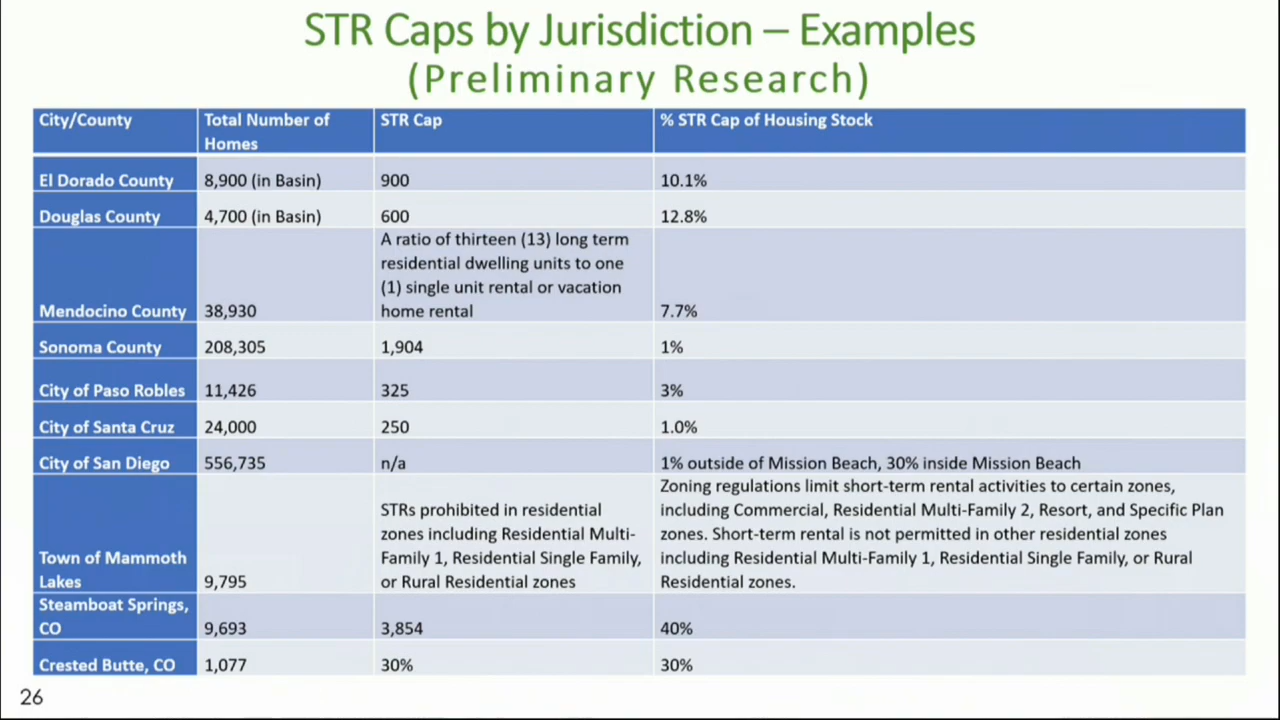 STR Caps by Jurisdiction – Examples
(Preliminary Research)
City/County
Total Number of
Homes
STR Cap
% STR Cap of Housing Stock
El Dorado County
8,900 (in Basin)
900
10.1%
Douglas County
4,700 (in Basin)
600
12.8%
Mendocino County
38,930
A ratio of thirteen (13) long term
residential dwelling units to one
(1) single unit rental or vacation
home rental
7.7%
Sonoma County
208,305
1,904
1%
City of Paso Robles
11,426
325
3%
City of Santa Cruz
24,000
250
1.0%
City of San Diego
556,735
n/a
1% outside of Mission Beach, 30% inside Mission Beach
Town of Mammoth
Lakes
9,795
STRs prohibited in residential
zones including Residential Multi-
Family 1, Residential Single Family,
or Rural Residential zones
Zoning regulations limit short-term rental activities to certain zones,
including Commercial, Residential Multi-Family 2, Resort, and Specific Plan
zones. Short-term rental is not permitted in other residential zones
including Residential Multi-Family 1, Residential Single Family, or Rural
Residential zones.
Steamboat Springs,
CO
9,693
3,854
40%
Crested Butte, CO
1,077
30%
30%
26